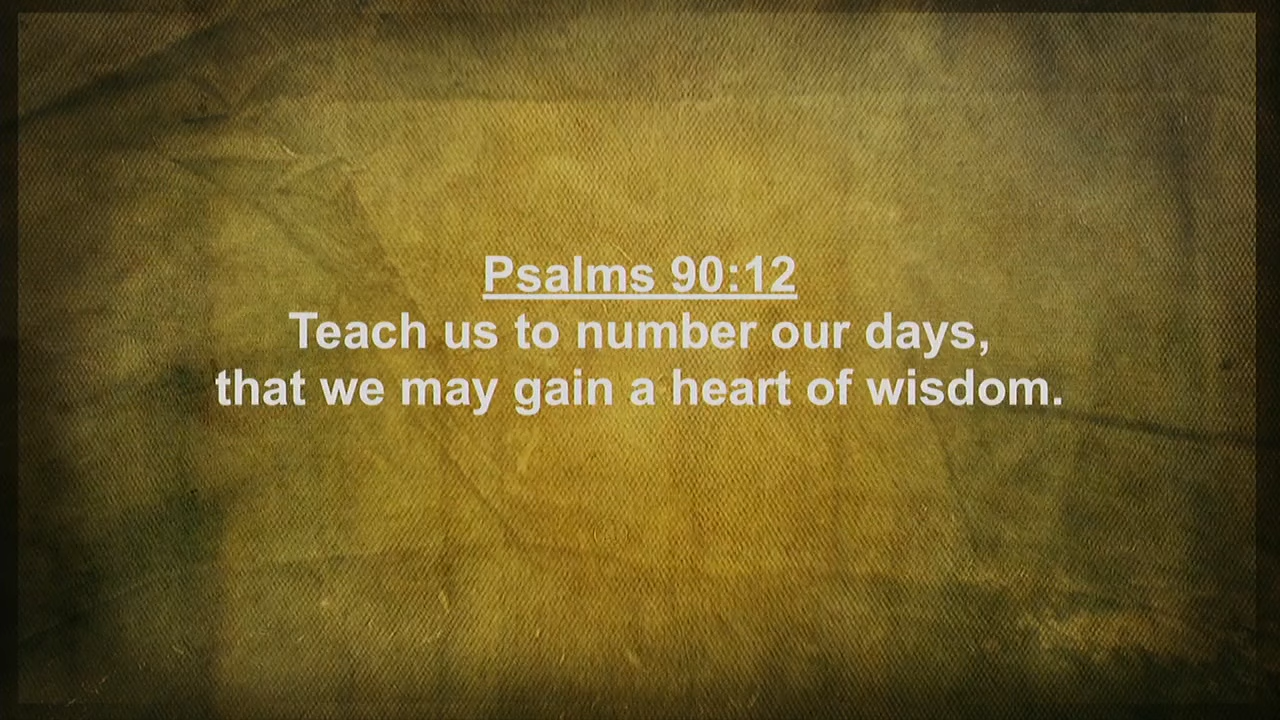 Psalms 90:12
Teach us to number our days,
that we may gain a heart of wisdom.